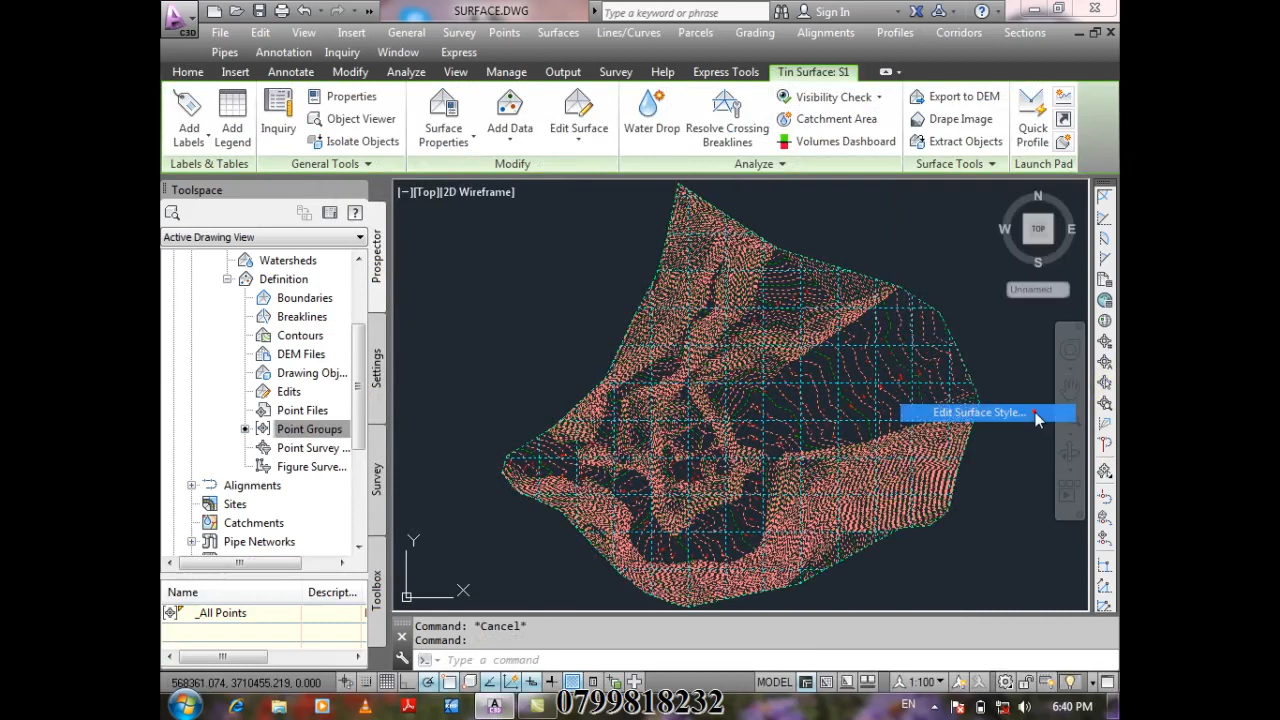 SURFACE.DWG
Type a keyword or phrase
Sign In
C3D
File Edit View Insert General Survey Points Surfaces Lines/Curves Parcels Grading Alignments Profiles Corridors Sections
Pipes Annotation Inquiry Window Express
Home Insert Annotate Modify Analyze View Manage Output Survey Help Express Tools Tin Surface: S1
Add Labels
Add Legend
Inquiry
Properties
Object Viewer
Isolate Objects
Surface Properties
Add Data
Edit Surface
Water Drop
Resolve Crossing Breaklines
Visibility Check
Catchment Area
Volumes Dashboard
Export to DEM
Drape Image
Extract Objects
Quick Profile
Labels & Tables
General Tools
Modify
Analyze
Surface Tools
Launch Pad
Toolspace
Active Drawing View
Watersheds
Definition
Boundaries
Breaklines
Contours
DEM Files
Drawing Obj...
Edits
Point Files
Point Groups
Point Survey ...
Figure Surve...
Alignments
Sites
Catchments
Pipe Networks
Name Descript...
_All Points
Prospector
Settings
Survey
Toolbox
[−][Top][2D Wireframe]
N
W TOP E
S
Unnamed
Edit Surface Style...
Y
X
Command: *Cancel*
Command:
Type a command
568361.074, 3710455.219, 0.000
MODEL
1:100
0799818232
EN
6:40 PM